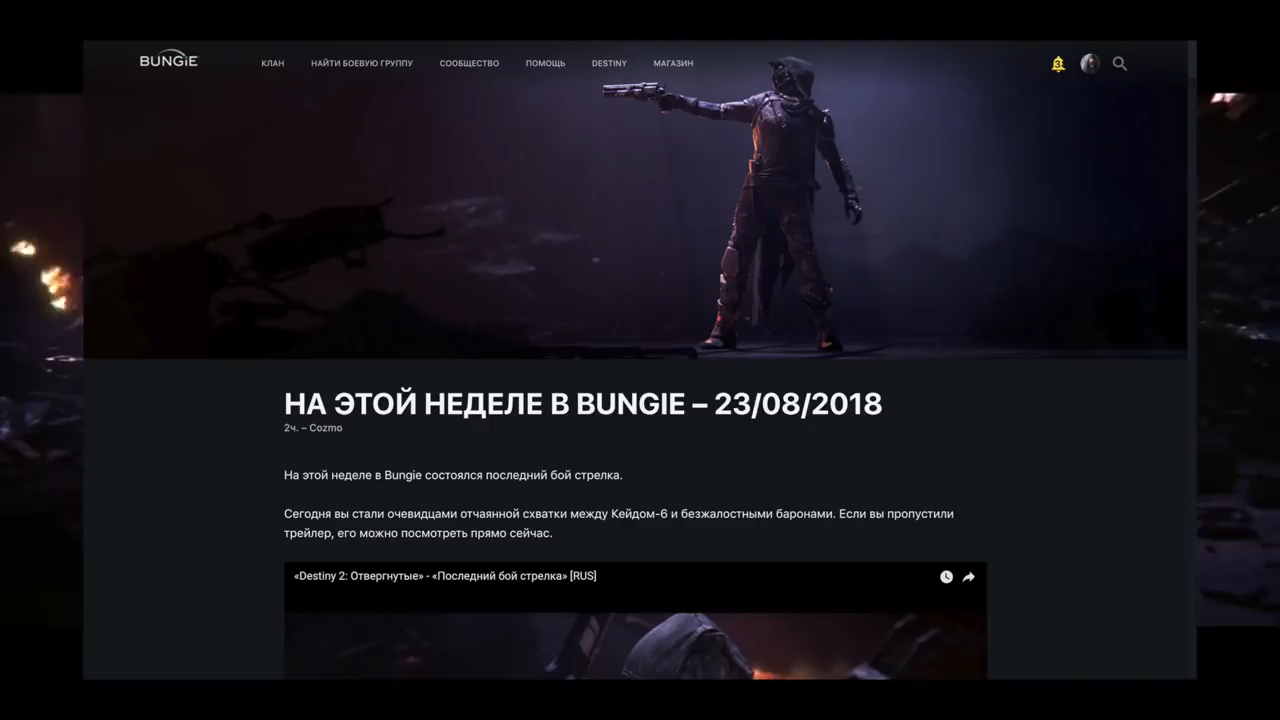 BUNGIE
КЛАН
НАЙТИ БОЕВУЮ ГРУППУ
СООБЩЕСТВО
ПОМОЩЬ
DESTINY
МАГАЗИН
3
НА ЭТОЙ НЕДЕЛЕ В BUNGIE – 23/08/2018
2ч. – Cozmo
На этой неделе в Bungie состоялся последний бой стрелка.
Сегодня вы стали очевидцами отчаянной схватки между Кейдом-6 и безжалостными баронами. Если вы пропустили
трейлер, его можно посмотреть прямо сейчас.
«Destiny 2: Отвергнутые» - «Последний бой стрелка» [RUS]